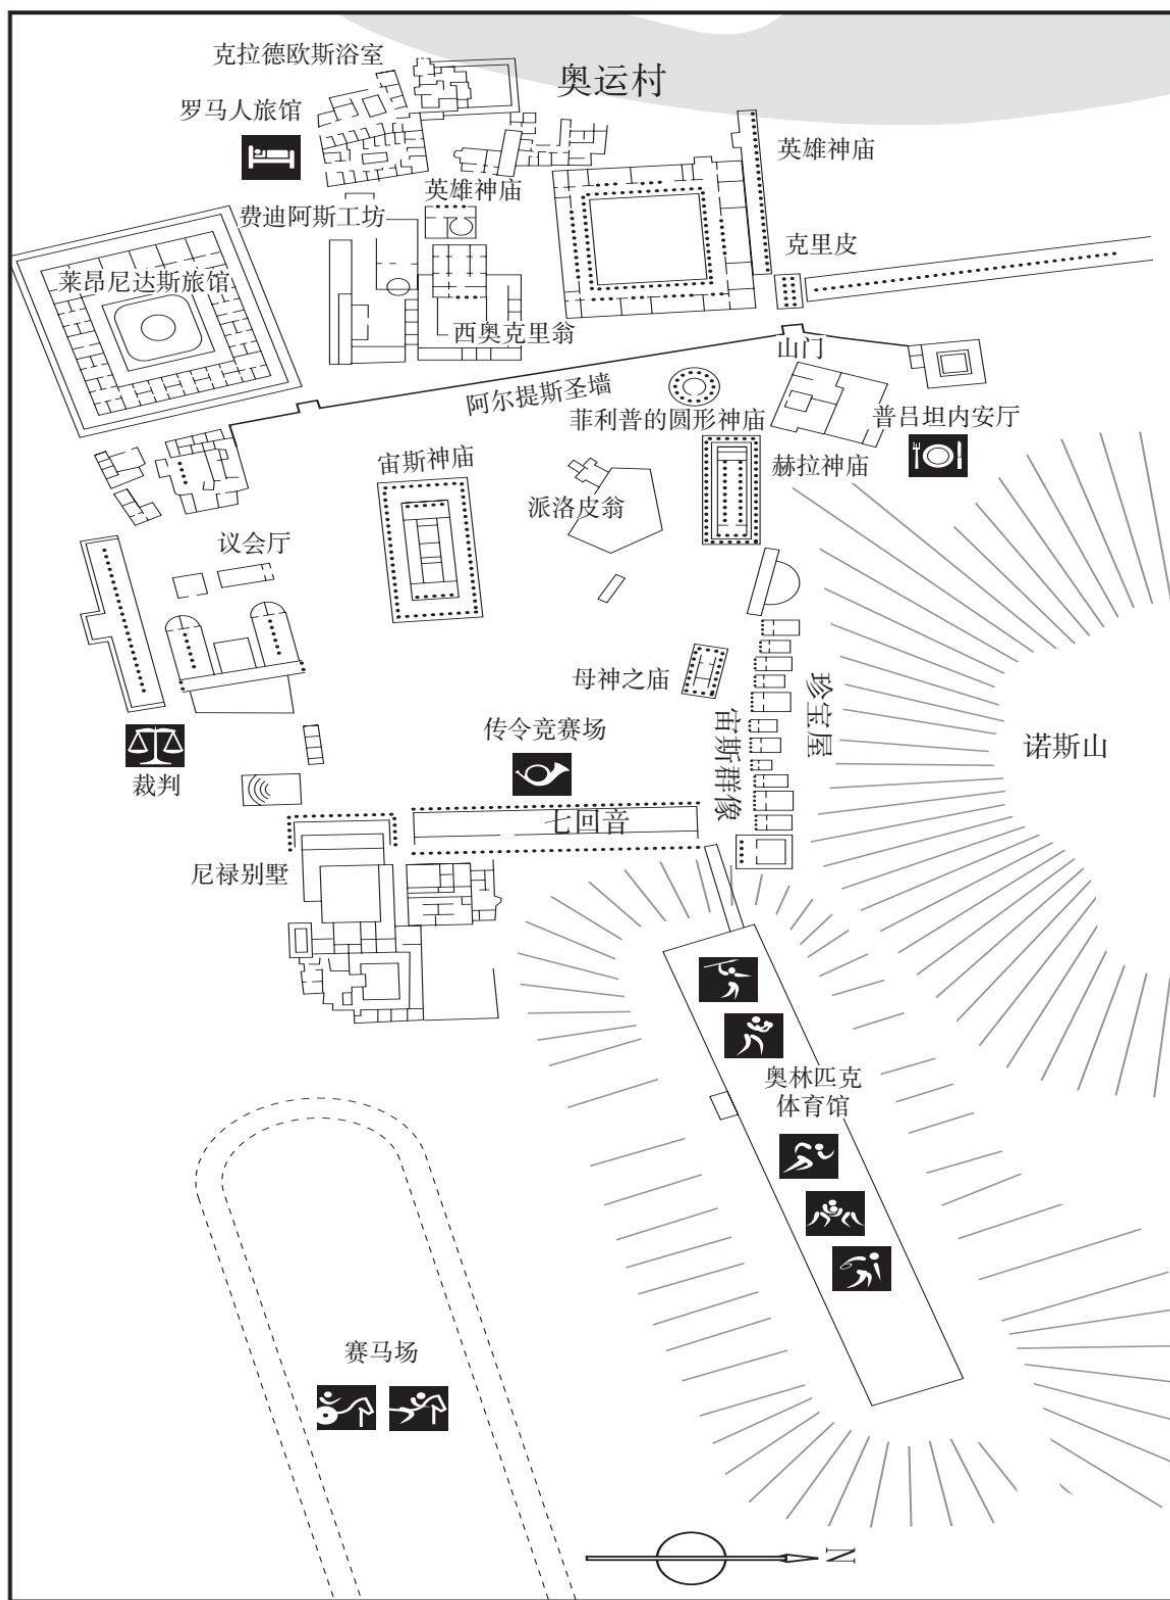 克拉德欧斯浴室
奥运村
罗马人旅馆
英雄神庙
英雄神庙
费迪阿斯工坊
克里皮
莱昂尼达斯旅馆
西奥克里翁
山门
阿尔提斯圣墙
菲利普的圆形神庙
普吕坦内安厅
宙斯神庙
赫拉神庙
派洛皮翁
议会厅
母神之庙
珍宝屋
宙斯群像
传令竞赛场
诺斯山
裁判
七回音
尼禄别墅
奥林匹克
体育馆
赛马场
N